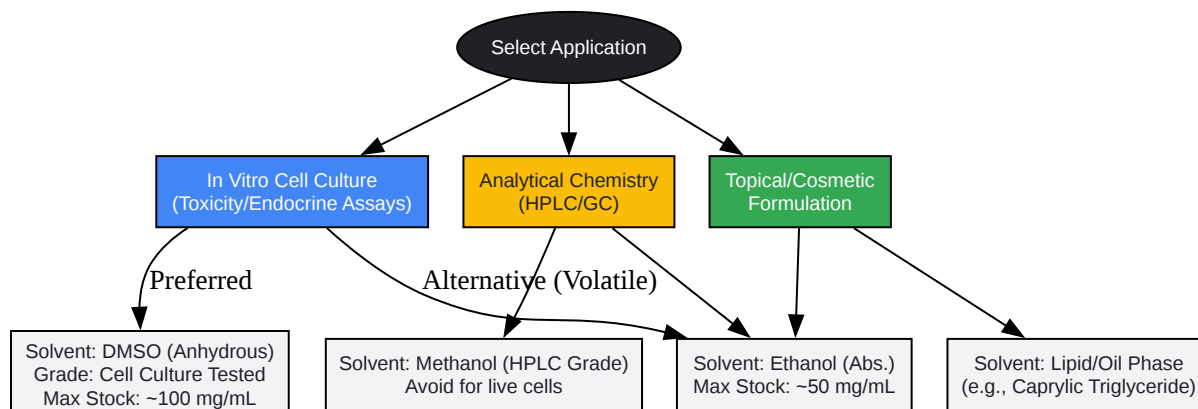 Select Application
In Vitro Cell Culture
(Toxicity/Endocrine Assays)
Analytical Chemistry
(HPLC/GC)
Topical/Cosmetic
Formulation
Preferred
Alternative (Volatile)
Solvent: DMSO (Anhydrous)
Grade: Cell Culture Tested
Max Stock: ~100 mg/mL
Solvent: Methanol (HPLC Grade)
Avoid for live cells
Solvent: Ethanol (Abs.)
Max Stock: ~50 mg/mL
Solvent: Lipid/Oil Phase
(e.g., Caprylic Triglyceride)